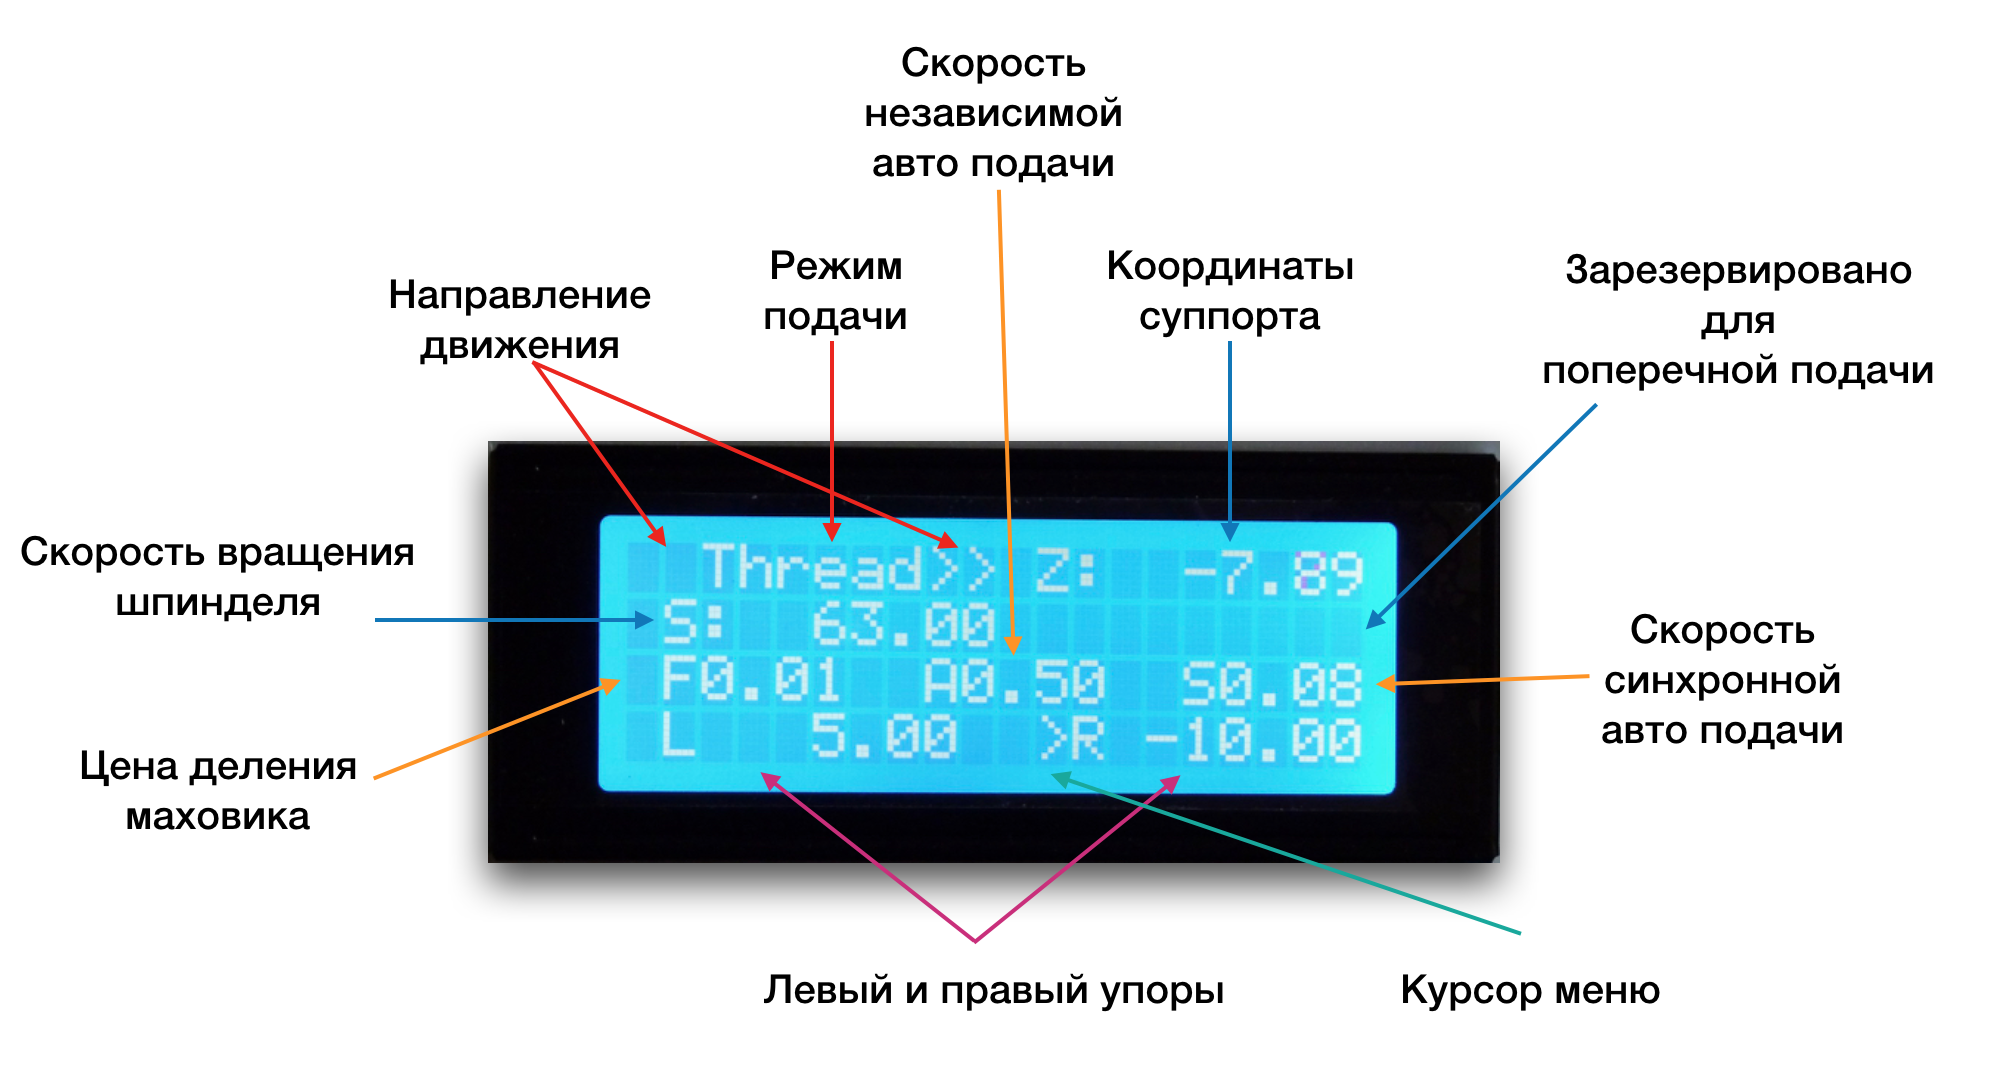 Скорость
независимой
авто подачи
Направление
движения
Режим
подачи
Координаты
суппорта
Зарезервировано
для
поперечной подачи
Скорость вращения
шпинделя
Thread>> Z: -7.89
S: 63.00
F0.01 A0.50 S0.08
L 5.00 >R -10.00
Скорость
синхронной
авто подачи
Цена деления
маховика
Левый и правый упоры
Курсор меню